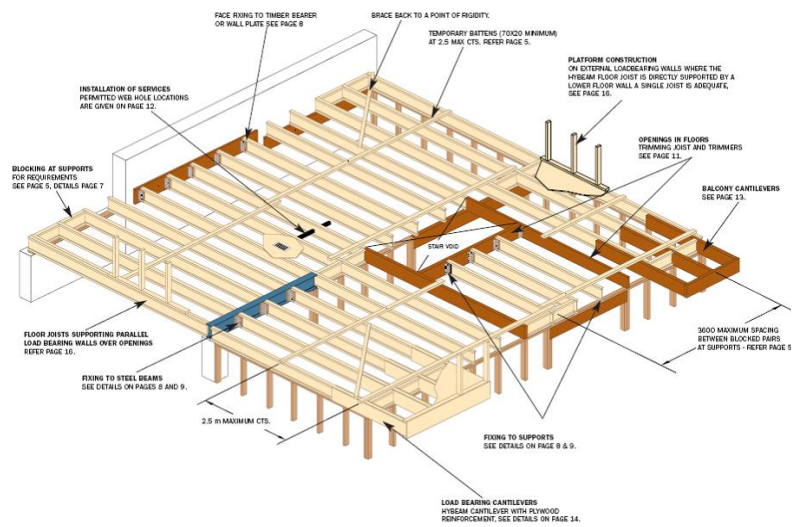 FACE FIXING TO TIMBER BEARER
OR WALL PLATE SEE PAGE 8
BRACE BACK TO A POINT OF RIGIDITY.
TEMPORARY BATTENS (70X20 MINIMUM)
AT 2.5 MAX CTS. REFER PAGE 5.
PLATFORM CONSTRUCTION
ON EXTERNAL LOADBEARING WALLS WHERE THE
HYBEAM FLOOR JOIST IS DIRECTLY SUPPORTED BY A
LOWER FLOOR WALL A SINGLE JOIST IS ADEQUATE,
SEE PAGE 16.
INSTALLATION OF SERVICES
PERMITTED WEB HOLE LOCATIONS
ARE GIVEN ON PAGE 12.
OPENINGS IN FLOORS
TRIMMING JOIST AND TRIMMERS
SEE PAGE 11.
BLOCKING AT SUPPORTS
FOR REQUIREMENTS
SEE PAGE 5, DETAILS PAGE 7
BALCONY CANTILEVERS
SEE PAGE 13.
STAIR VOID
FLOOR JOISTS SUPPORTING PARALLEL
LOAD BEARING WALLS OVER OPENINGS
REFER PAGE 16.
3600 MAXIMUM SPACING
BETWEEN BLOCKED PAIRS
AT SUPPORTS - REFER PAGE 5
FIXING TO STEEL BEAMS
SEE DETAILS ON PAGES 8 AND 9.
2.5 m MAXIMUM CTS.
FIXING TO SUPPORTS
SEE DETAILS ON PAGE 8 & 9.
LOAD BEARING CANTILEVERS
HYBEAM CANTILEVER WITH PLYWOOD
REINFORCEMENT, SEE DETAILS ON PAGE 14.